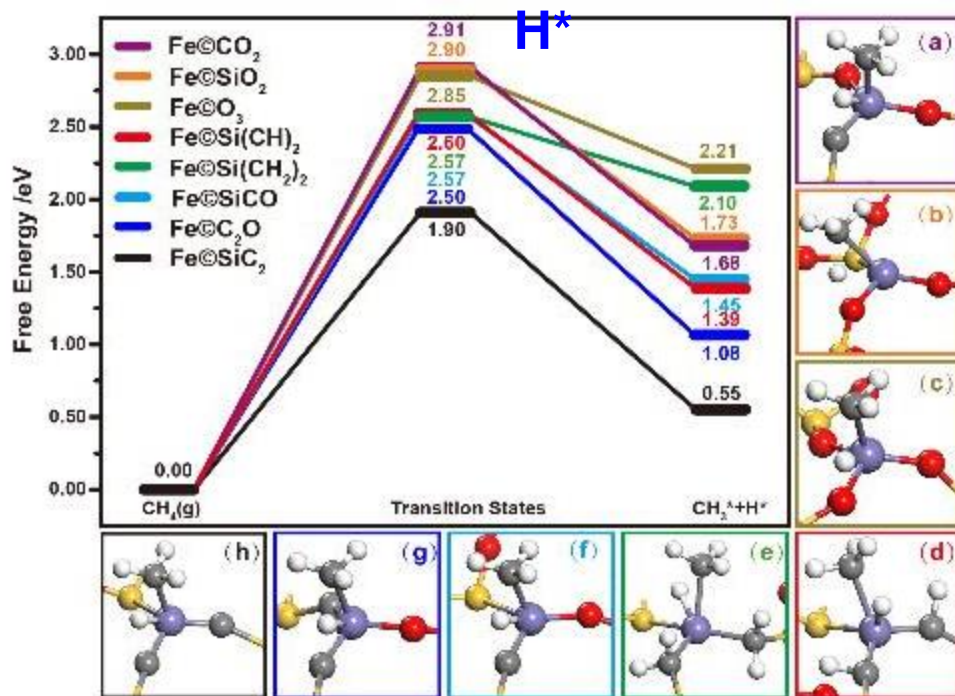 H*
Fe©CO₂
Fe©SiO₂
Fe©O₃
Fe©Si(CH)₂
Fe©Si(CH₂)₂
Fe©SiCO
Fe©C₂O
Fe©SiC₂
Free Energy /eV
3.00
2.50
2.00
1.50
1.00
0.50
0.00
0.00
CH₄(g)
2.91
2.90
2.85
2.60
2.57
2.57
2.50
1.90
Transition States
2.21
2.10
1.73
1.68
1.45
1.39
1.08
0.55
CH₃*+H*
(a)
(b)
(c)
(h)
(g)
(f)
(e)
(d)